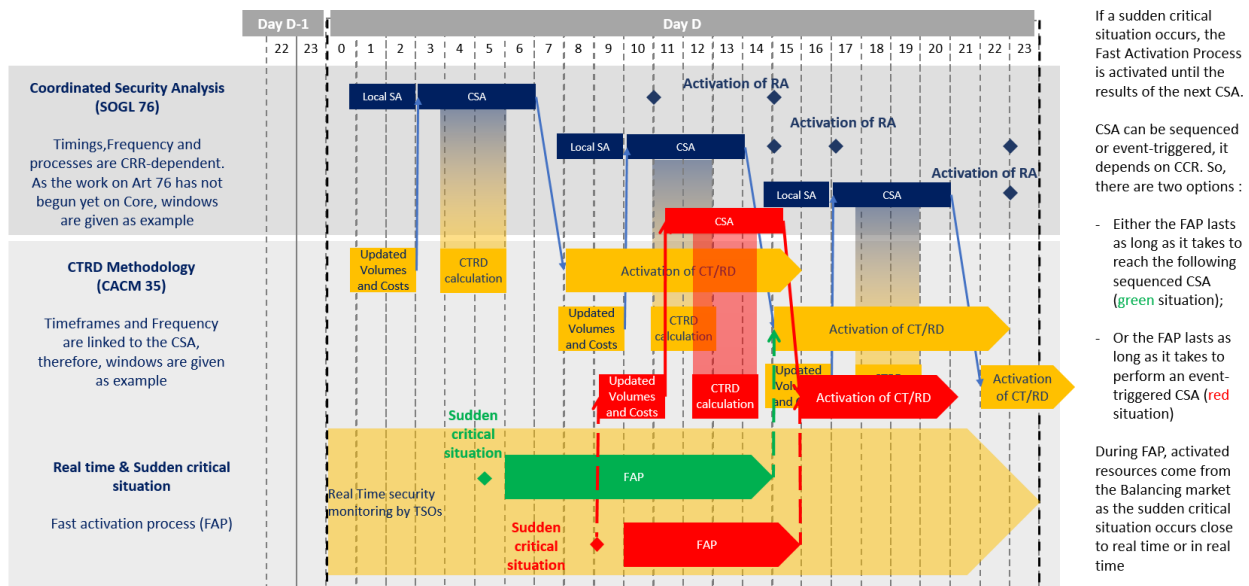 Day D-1
Day D
22 23 0 1 2 3 4 5 6 7 8 9 10 11 12 13 14 15 16 17 18 19 20 21 22 23
Coordinated Security Analysis
(SOGL 76)
Timings,Frequency and
processes are CRR-dependent.
As the work on Art 76 has not
begun yet on Core, windows
are given as example
Local SA
CSA
Activation of RA
Local SA
CSA
Activation of RA
Local SA
CSA
Activation of RA
CSA
CTRD Methodology
(CACM 35)
Timeframes and Frequency
are linked to the CSA,
therefore, windows are given
as example
Updated
Volumes
and Costs
CTRD
calculation
Activation of CT/RD
Updated
Volumes
and Costs
CTRD
calculation
Activation of CT/RD
Updated
and
Activation
of CT/RD
Updated
Volumes
and Costs
CTRD
calculation
Activation of CT/RD
Real time & Sudden critical
situation
Fast activation process (FAP)
Real Time security
monitoring by TSOs
Sudden
critical
situation
FAP
Sudden
critical
situation
FAP
If a sudden critical
situation occurs, the
Fast Activation Process
is activated until the
results of the next CSA.
CSA can be sequenced
or event-triggered, it
depends on CCR. So,
there are two options :
- Either the FAP lasts
as long as it takes to
reach the following
sequenced CSA
(green situation);
- Or the FAP lasts as
long as it takes to
perform an event-
triggered CSA (red
situation)
During FAP, activated
resources come from
the Balancing market
as the sudden critical
situation occurs close
to real time or in real
time